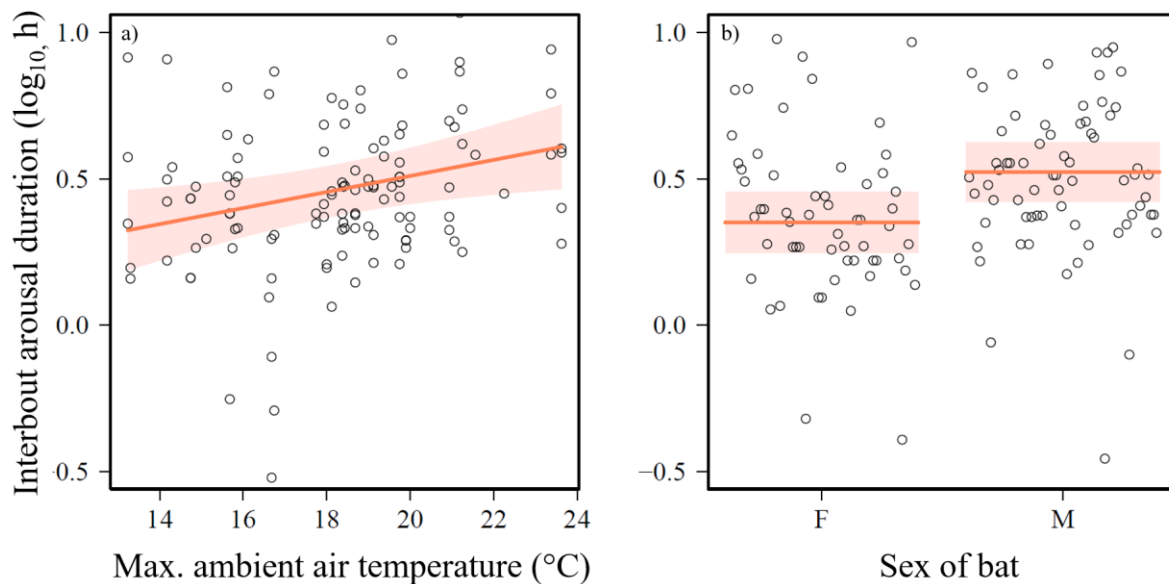 Interbout arousal duration (log10, h)
a)
1.0
0.5
0.0
-0.5
14 16 18 20 22 24
Max. ambient air temperature (°C)
b)
1.0
0.5
0.0
−0.5
F M
Sex of bat